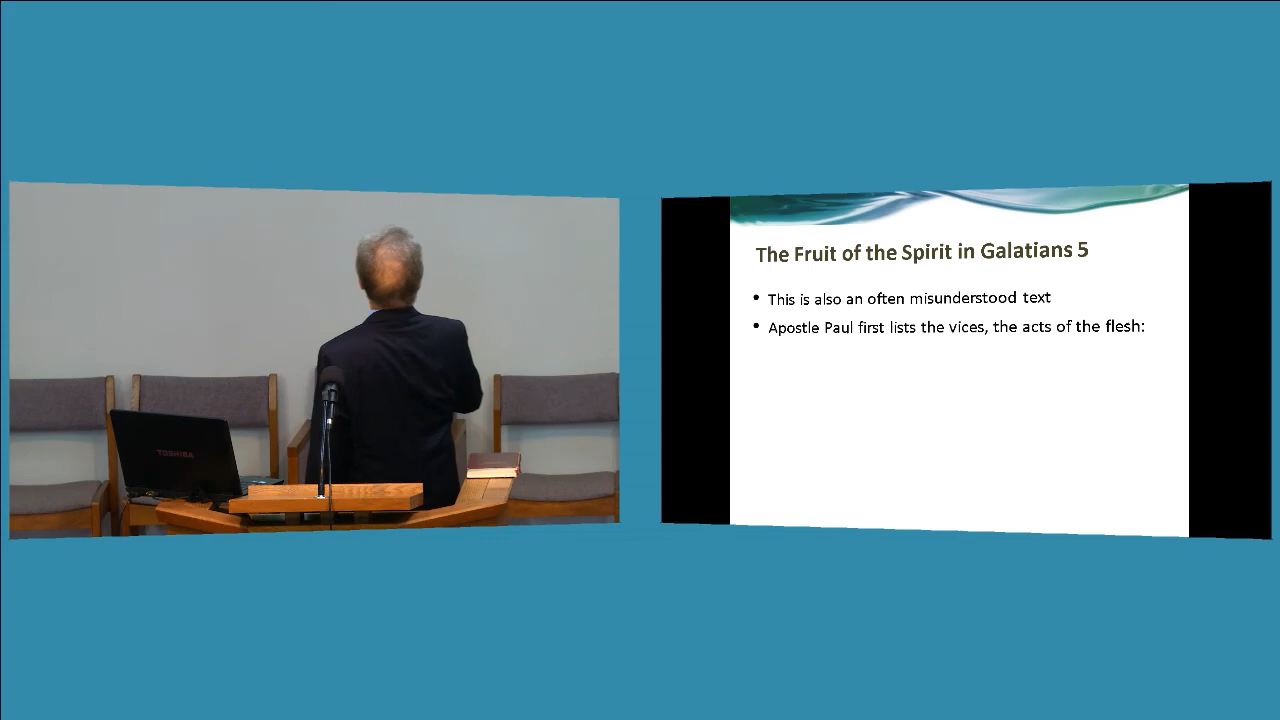 TOSHIBA
The Fruit of the Spirit in Galatians 5
• This is also an often misunderstood text
• Apostle Paul first lists the vices, the acts of the flesh: